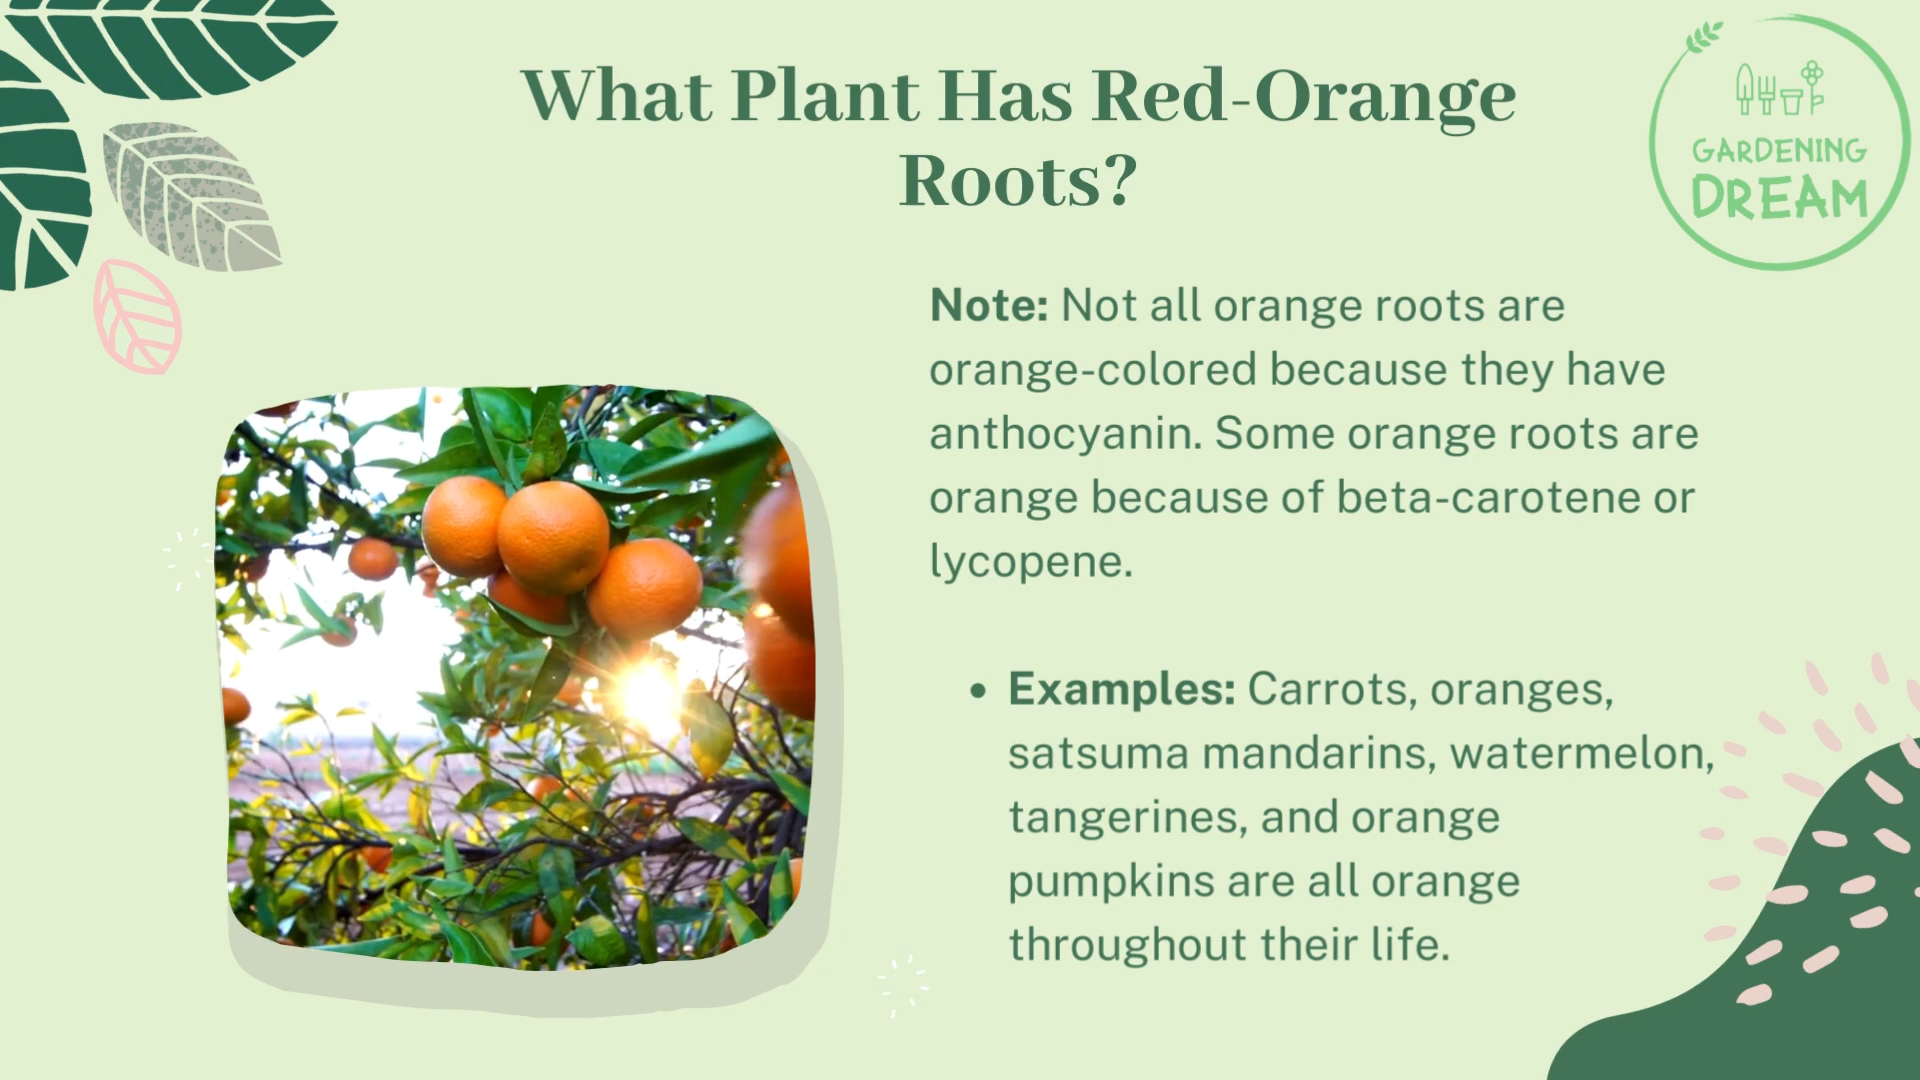 What Plant Has Red-Orange
Roots?
GARDENING
DREAM
Note: Not all orange roots are
orange-colored because they have
anthocyanin. Some orange roots are
orange because of beta-carotene or
lycopene.
• Examples: Carrots, oranges,
satsuma mandarins, watermelon,
tangerines, and orange
pumpkins are all orange
throughout their life.